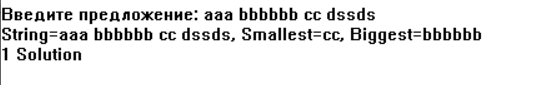 Введите предложение: aaa bbbbbb cc dssds
String=aaa bbbbbb cc dssds, Smallest=cc, Biggest=bbbbbb
1 Solution